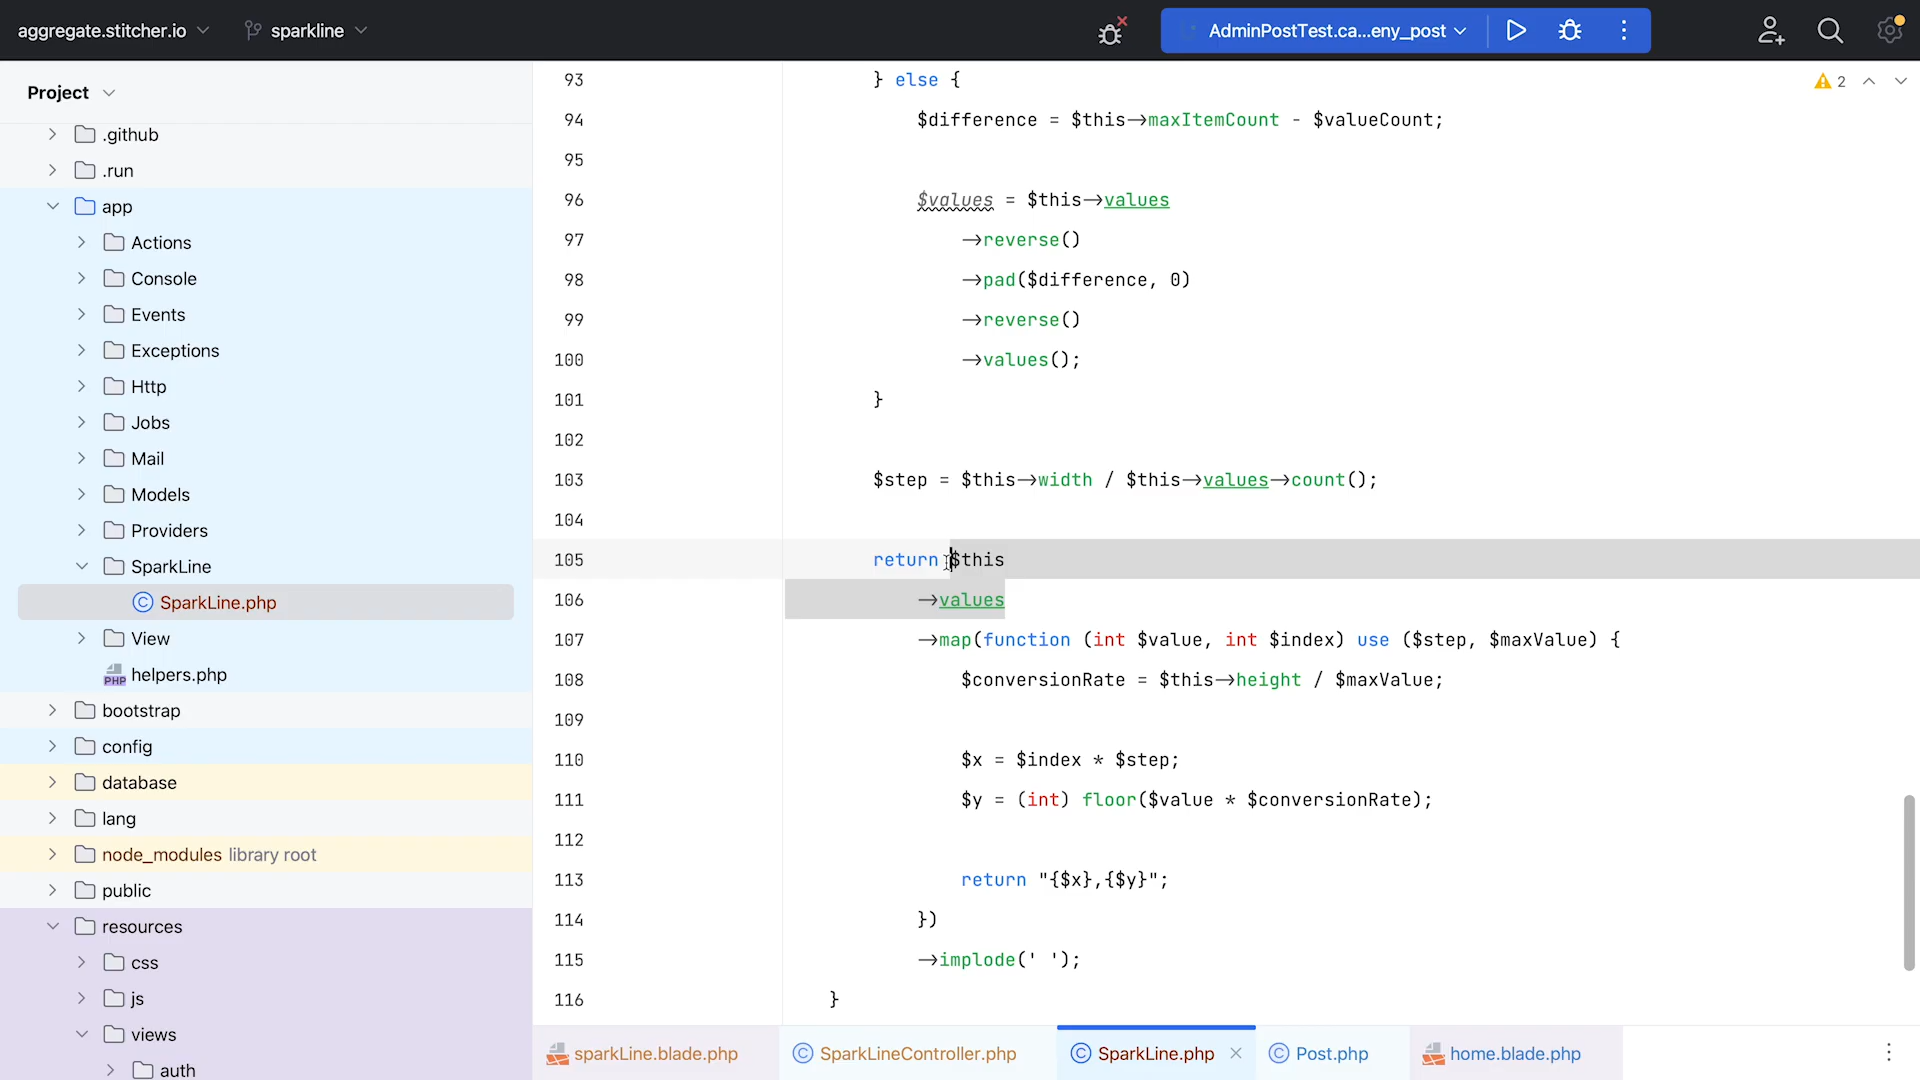 aggregate.stitcher.io
sparkline
AdminPostTest.ca...eny_post
Project
.github
.run
app
Actions
Console
Events
Exceptions
Http
Jobs
Mail
Models
Providers
SparkLine
SparkLine.php
View
helpers.php
bootstrap
config
database
lang
node_modules library root
public
resources
css
js
views
auth
2
93 } else {
94 $difference = $this->maxItemCount - $valueCount;
95
96 $values = $this->values
97 ->reverse()
98 ->pad($difference, 0)
99 ->reverse()
100 ->values();
101 }
102
103 $step = $this->width / $this->values->count();
104
105 return $this
106 ->values
107 ->map(function (int $value, int $index) use ($step, $maxValue) {
108 $conversionRate = $this->height / $maxValue;
109
110 $x = $index * $step;
111 $y = (int) floor($value * $conversionRate);
112
113 return "{$x},{$y}";
114 })
115 ->implode(' ');
116 }
sparkLine.blade.php
SparkLineController.php
SparkLine.php
Post.php
home.blade.php